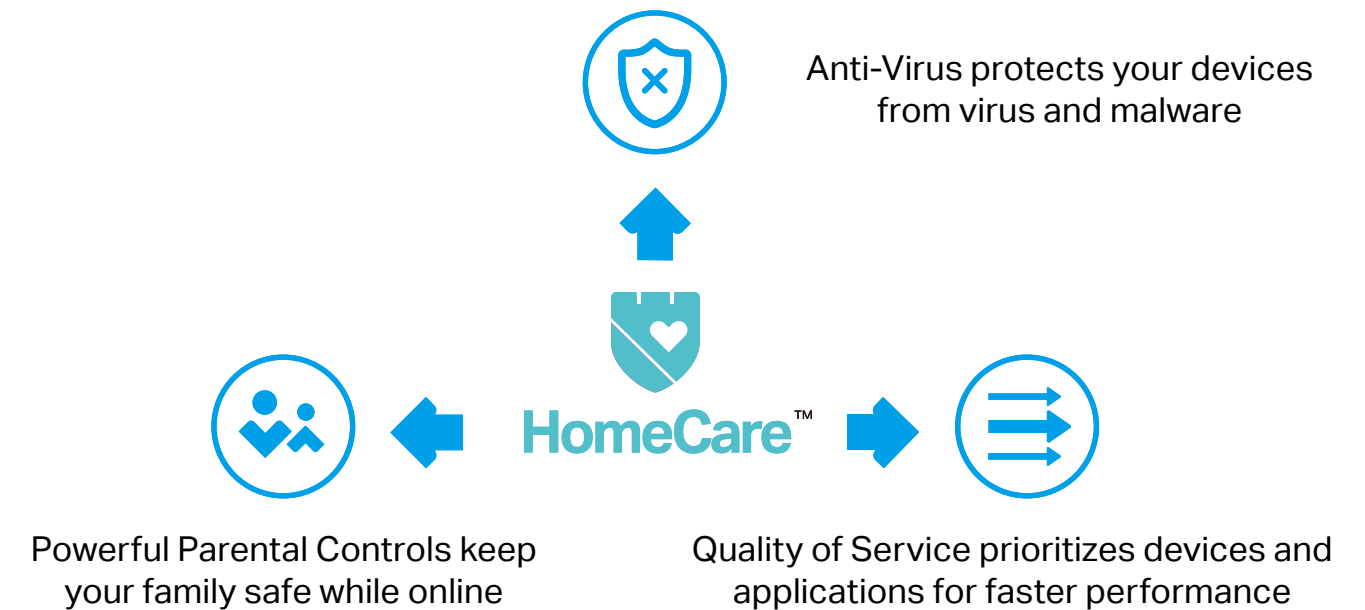 Anti-Virus protects your devices
from virus and malware
HomeCare™
Powerful Parental Controls keep
your family safe while online
Quality of Service prioritizes devices and
applications for faster performance